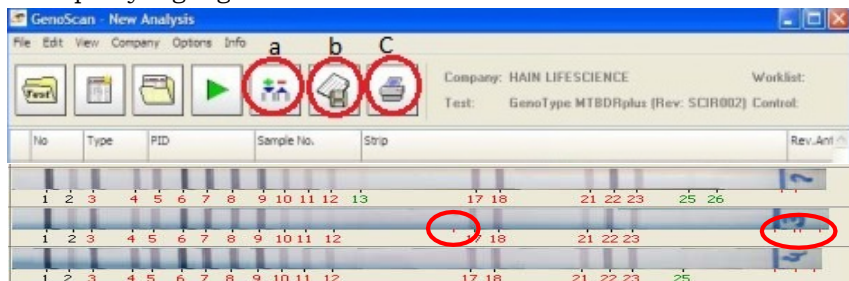 GenoScan - New Analysis
File Edit View Company Options Info
a b C
Test
Company: HAIN LIFESCIENCE Worklist:
Test: GenoType MTBDRplus (Rev: SCIR002) Control:
No Type PID Sample No. Strip Rev.Ant
1 2 3 4 5 6 7 8 9 10 11 12 13 17 18 21 22 23 25 26
1 2 3 4 5 6 7 8 9 10 11 12 17 18 21 22 23
1 2 3 4 5 6 7 8 9 10 11 12 17 18 21 22 23 25